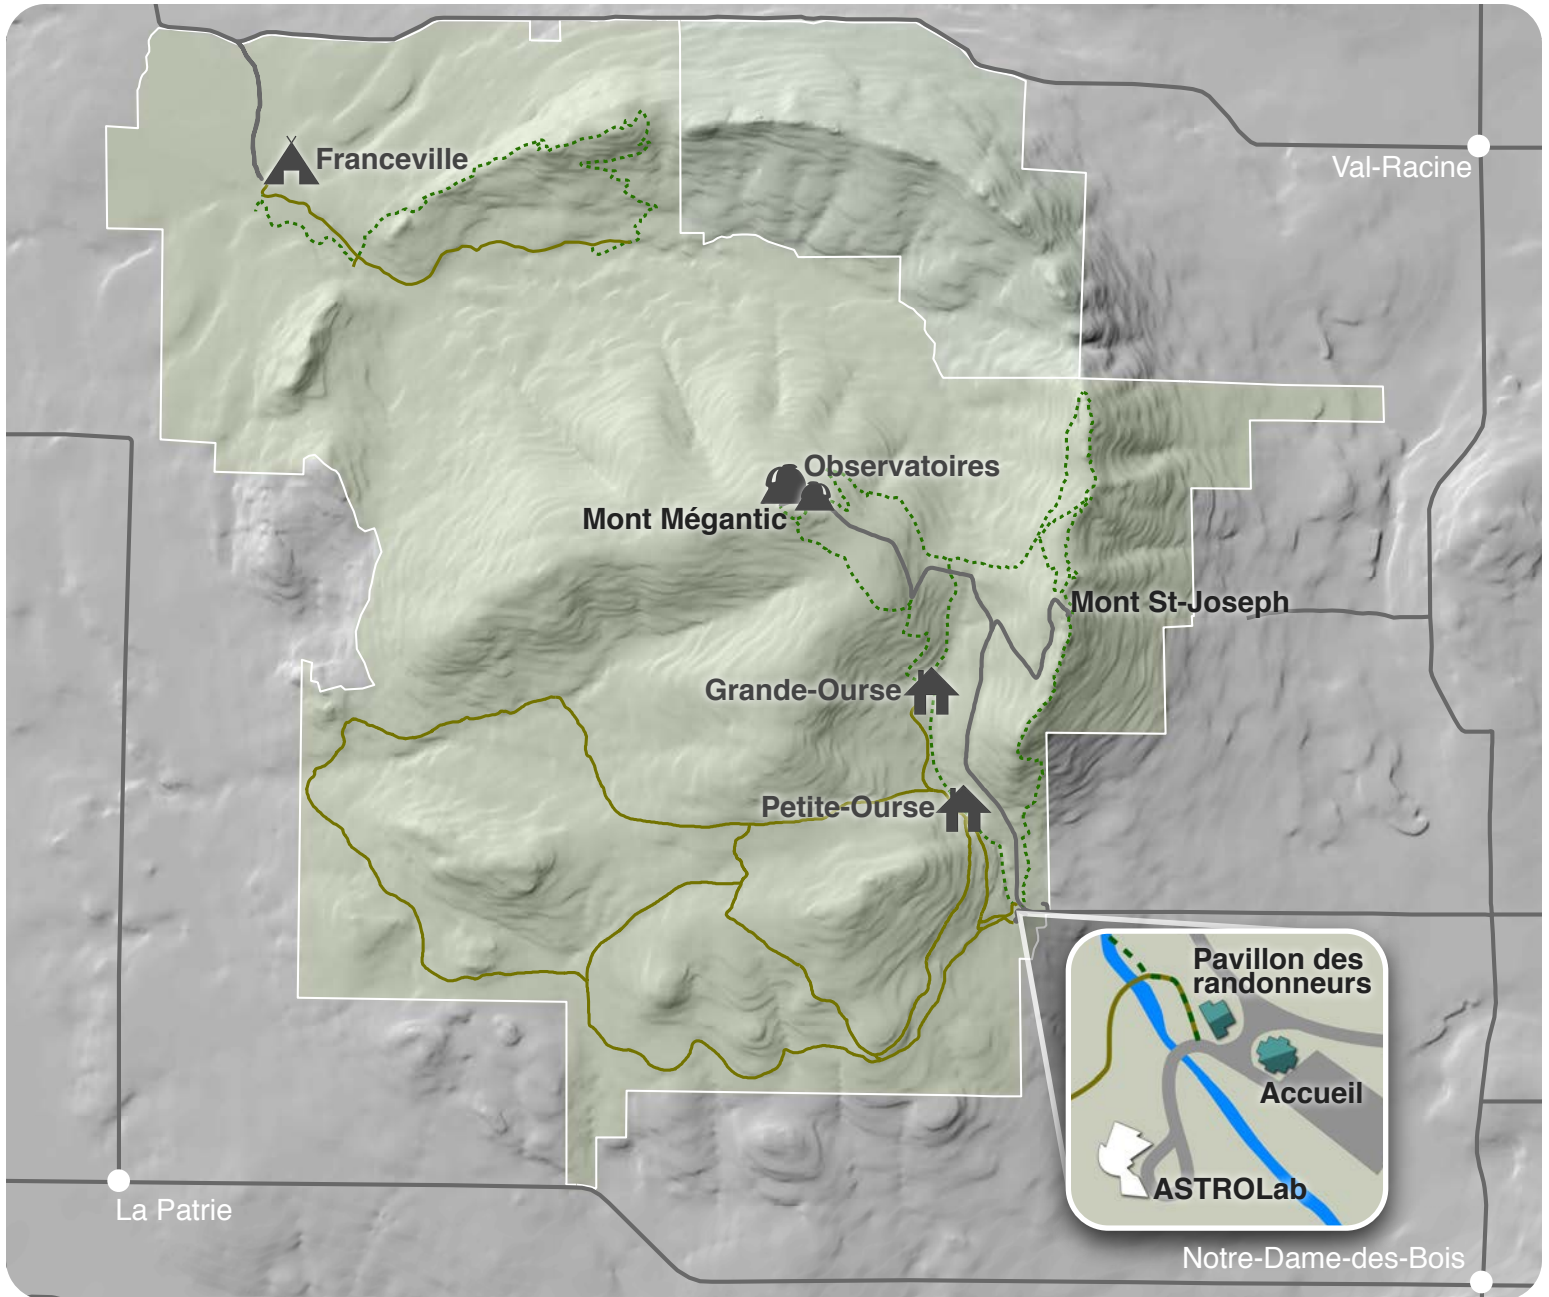 Franceville
Val-Racine
Observatoires
Mont Mégantic
Mont St-Joseph
Grande-Ourse
Petite-Ourse
Pavillon des
randonneurs
Accueil
ASTROLab
La Patrie
Notre-Dame-des-Bois